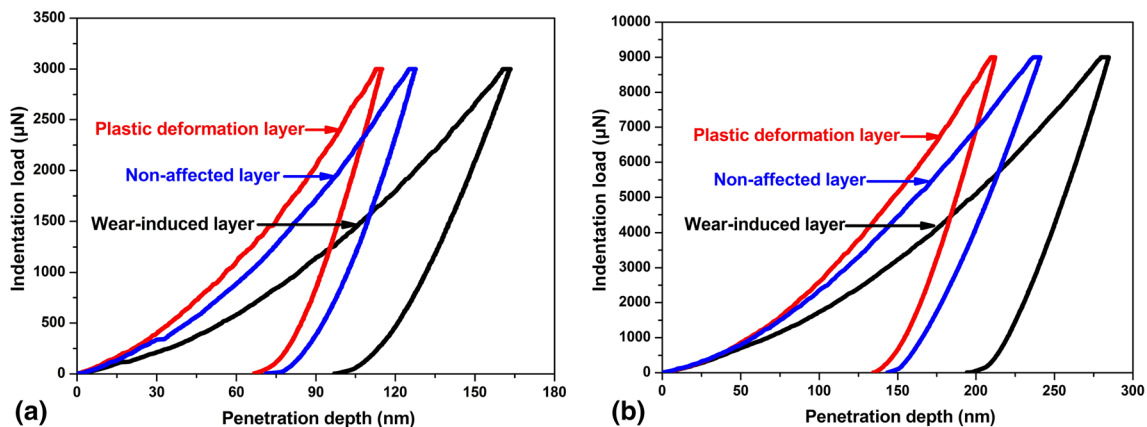 3500
3000
2500
2000
1500
1000
500
0
Indentation load (μN)
Plastic deformation layer
Non-affected layer
Wear-induced layer
0 30 60 90 120 150 180
Penetration depth (nm)
(a)
10000
9000
8000
7000
6000
5000
4000
3000
2000
1000
0
Indentation load (μN)
Plastic deformation layer
Non-affected layer
Wear-induced layer
0 50 100 150 200 250 300
Penetration depth (nm)
(b)